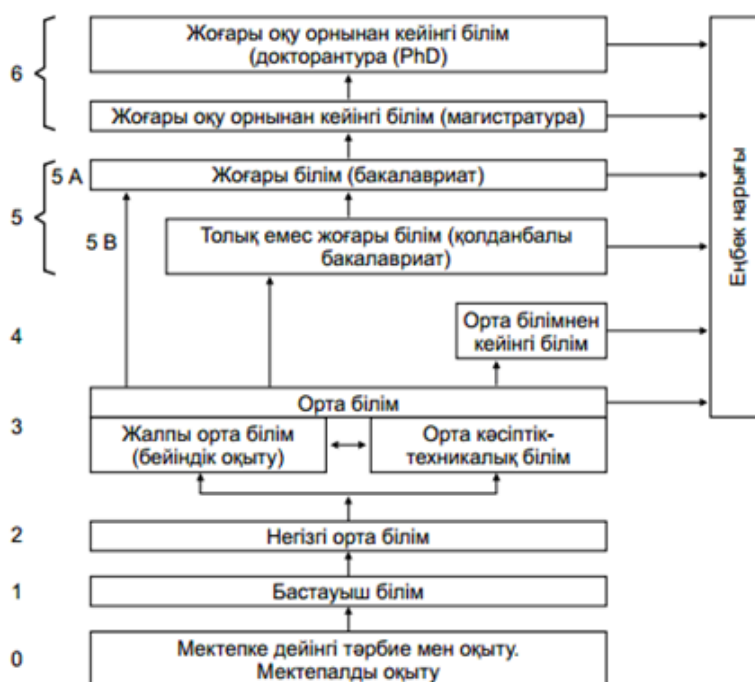 Жоғары оқу орнынан кейінгі білім
(докторантура (PhD)
6
Жоғары оқу орнынан кейінгі білім (магистратура)
5 А
Жоғары білім (бакалавриат)
5
5 В
Толық емес жоғары білім (қолданбалы
бакалавриат)
Еңбек нарығы
4
Орта білімнен
кейінгі білім
Орта білім
3
Жалпы орта білім
(бейіндік оқыту)
Орта кәсіптік-
техникалық білім
2
Негізгі орта білім
1
Бастауыш білім
0
Мектепке дейінгі тәрбие мен оқыту.
Мектепалды оқыту